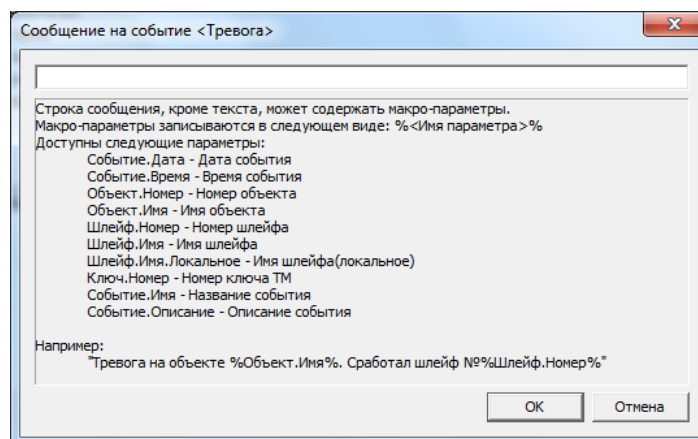 Сообщение на событие <Тревога>
Строка сообщения, кроме текста, может содержать макро-параметры.
Макро-параметры записываются в следующем виде: %<Имя параметра>%
Доступны следующие параметры:
Событие.Дата - Дата события
Событие.Время - Время события
Объект.Номер - Номер объекта
Объект.Имя - Имя объекта
Шлейф.Номер - Номер шлейфа
Шлейф.Имя - Имя шлейфа
Шлейф.Имя.Локальное - Имя шлейфа(локальное)
Ключ.Номер - Номер ключа ТМ
Событие.Имя - Название события
Событие.Описание - Описание события
Например:
"Тревога на объекте %Объект.Имя%. Сработал шлейф №%Шлейф.Номер%"
OK Отмена